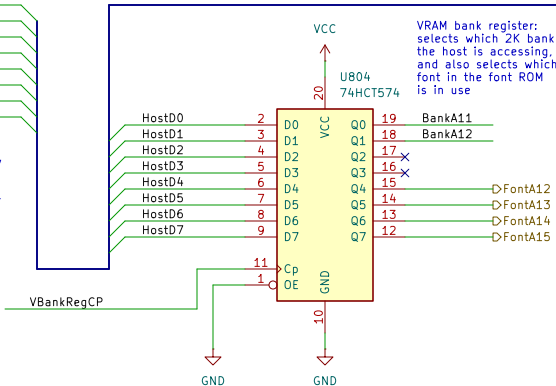 VRAM bank register:
selects which 2K bank
the host is accessing,
and also selects which
font in the font ROM
is in use
VCC
U804
74HCT574
20
VCC
HostD0 2 D0 Q0 19 BankA11
HostD1 3 D1 Q1 18 BankA12
HostD2 4 D2 Q2 17
HostD3 5 D3 Q3 16
HostD4 6 D4 Q4 15 FontA12
HostD5 7 D5 Q5 14 FontA13
HostD6 8 D6 Q6 13 FontA14
HostD7 9 D7 Q7 12 FontA15
11 Cp
1 OE
GND
VBankRegCP
10
GND
GND